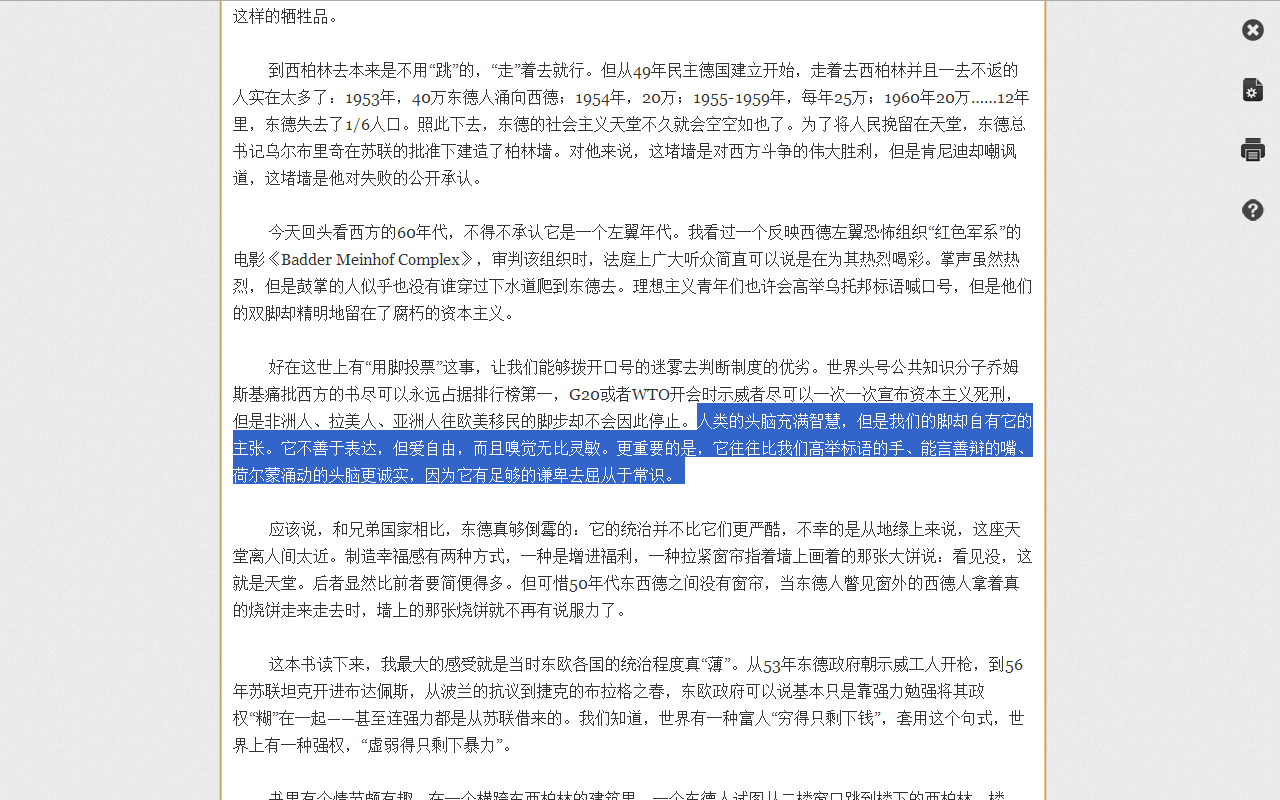 这样的牺牲品。
到西柏林去本来是不用“跳”的，“走”着去就行。但从49年民主德国建立开始，走着去西柏林并且一去不返的
人实在太多了：1953年，40万东德人涌向西德；1954年，20万；1955-1959年，每年25万；1960年20万……12年
里，东德失去了1/6人口。照此下去，东德的社会主义天堂不久就会空空如也了。为了将人民挽留在天堂，东德总
书记乌尔布里奇在苏联的批准下建造了柏林墙。对他来说，这堵墙是对西方斗争的伟大胜利，但是肯尼迪却嘲讽
道，这堵墙是他对失败的公开承认。
今天回头看西方的60年代，不得不承认它是一个左翼年代。我看过一个反映西德左翼恐怖组织“红色军系”的
电影《Badder Meinhof Complex》，审判该组织时，法庭上广大听众简直可以说是在为其热烈喝彩。掌声虽然热
烈，但是鼓掌的人似乎也没有谁穿过下水道爬到东德去。理想主义青年们也许会高举乌托邦标语喊口号，但是他们
的双脚却精明地留在了腐朽的资本主义。
好在这世上有“用脚投票”这事，让我们能够拨开口号的迷雾去判断制度的优劣。世界头号公共知识分子乔姆
斯基痛批西方的书尽可以永远占据排行榜第一，G20或者WTO开会时示威者尽可以一次一次宣布资本主义死刑，
但是非洲人、拉美人、亚洲人往欧美移民的脚步却不会因此停止。人类的头脑充满智慧，但是我们的脚却自有它的
主张。它不善于表达，但爱自由，而且嗅觉无比灵敏。更重要的是，它往往比我们高举标语的手、能言善辩的嘴、
荷尔蒙涌动的头脑更诚实，因为它有足够的谦卑去屈从于常识。
应该说，和兄弟国家相比，东德真够倒霉的：它的统治并不比它们更严酷，不幸的是从地缘上来说，这座天
堂离人间太近。制造幸福感有两种方式，一种是增进福利，一种拉紧窗帘指着墙上画着的那张大饼说：看见没，这
就是天堂。后者显然比前者要简便得多。但可惜50年代东西德之间没有窗帘，当东德人瞥见窗外的西德人拿着真
的烧饼走来走去时，墙上的那张烧饼就不再有说服力了。
这本书读下来，我最大的感受就是当时东欧各国的统治程度真“薄”。从53年东德政府朝示威工人开枪，到56
年苏联坦克开进布达佩斯，从波兰的抗议到捷克的布拉格之春，东欧政府可以说基本只是靠强力勉强将其政
权“糊”在一起——甚至连强力都是从苏联借来的。我们知道，世界有一种富人“穷得只剩下钱”，套用这个句式，世
界上有一种强权，“虚弱得只剩下暴力”。
书里有个情节颇有趣。在一个横跨东西柏林的建筑里，一个东德人试图从二楼窗口跳到楼下的西柏林，楼